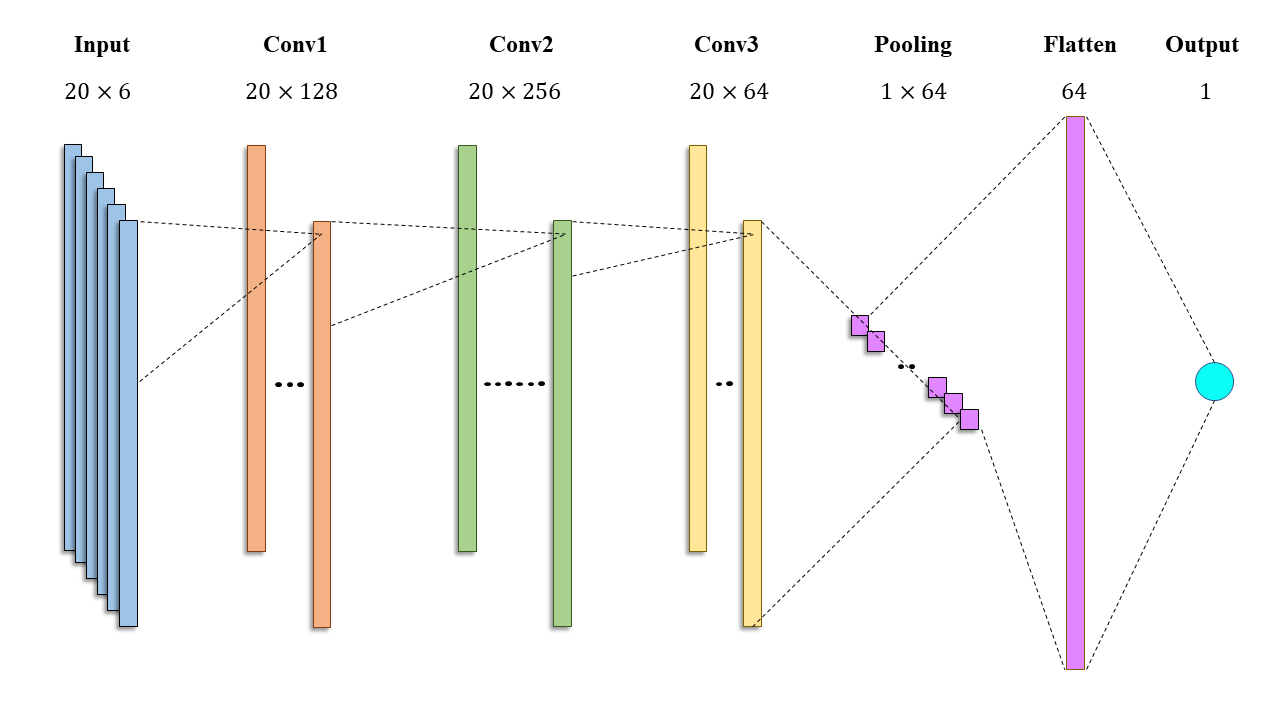 Input Conv1 Conv2 Conv3 Pooling Flatten Output
20 × 6 20 × 128 20 × 256 20 × 64 1 × 64 64 1